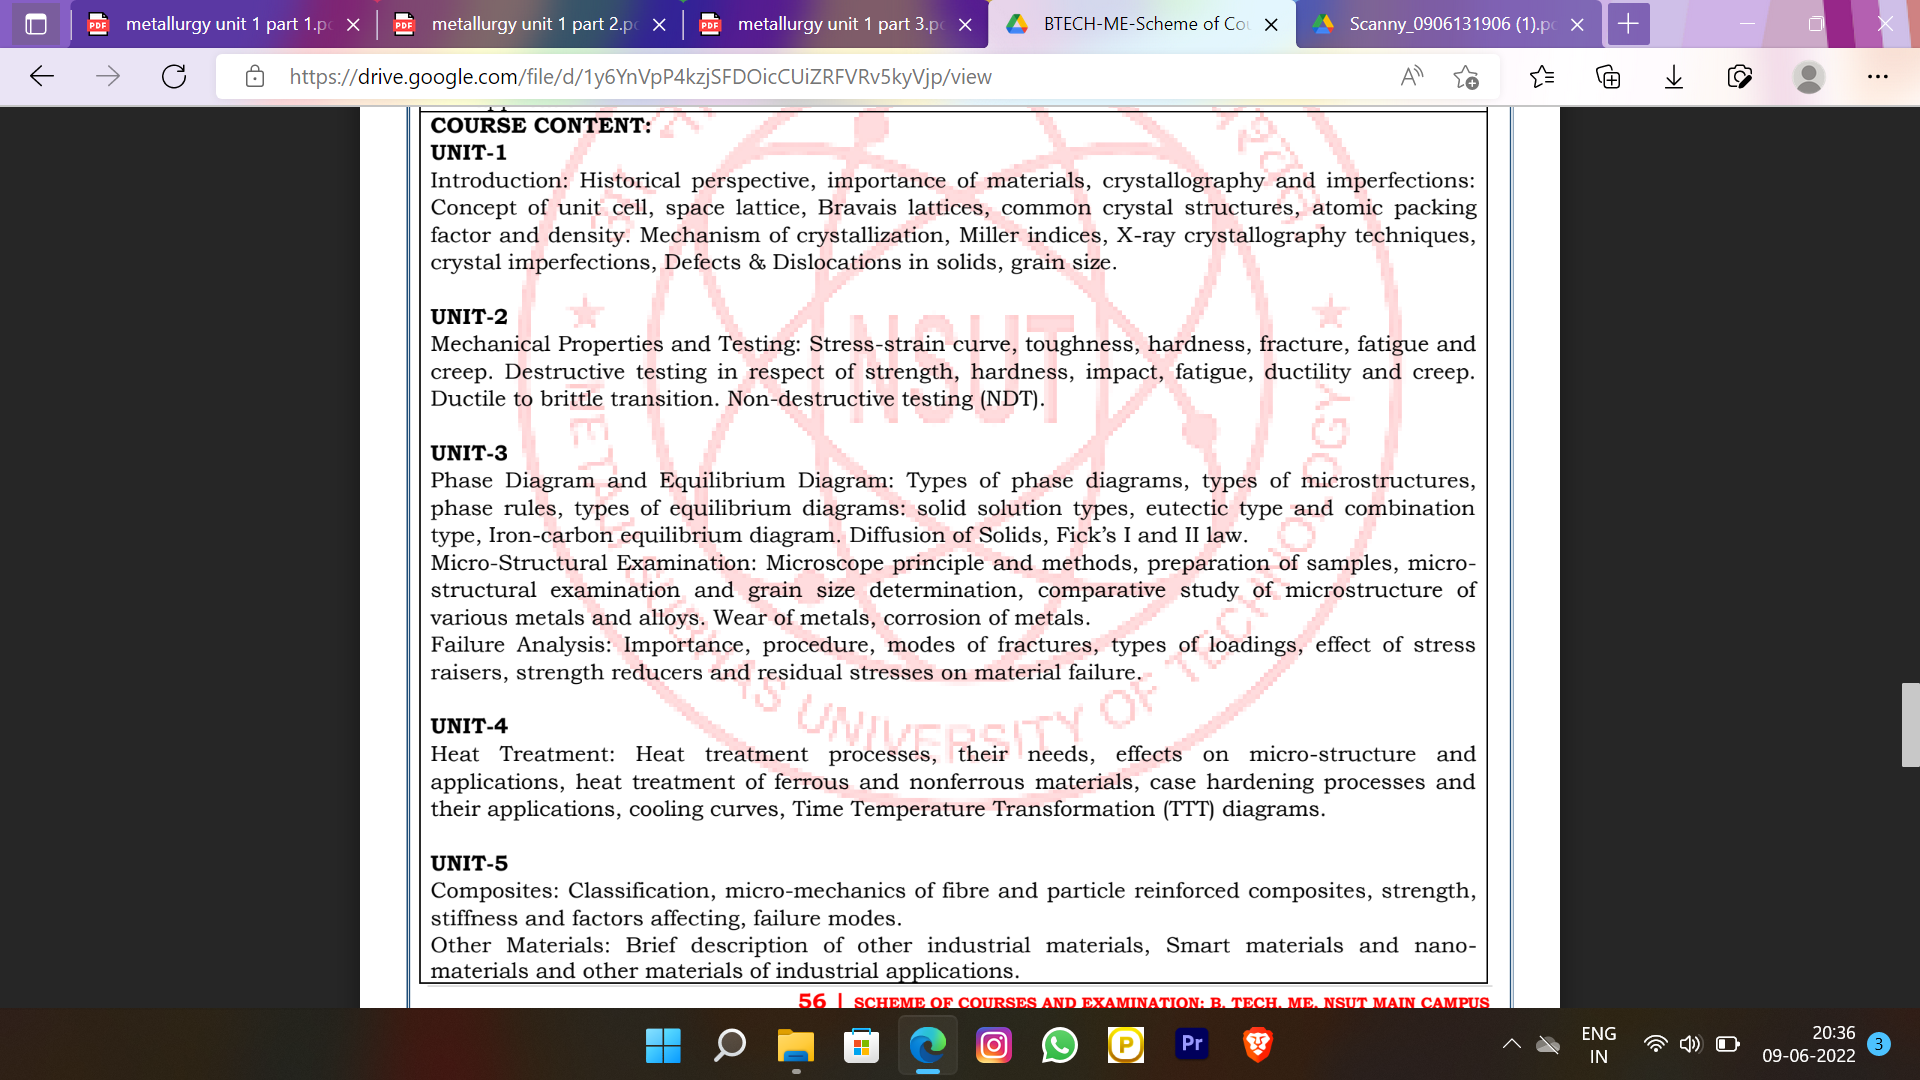 metallurgy unit 1 part 1.pd
metallurgy unit 1 part 2.pd
metallurgy unit 1 part 3.pd
BTECH-ME-Scheme of Cou
Scanny_0906131906 (1).pd
https://drive.google.com/file/d/1y6YnVpP4kzjSFDOicCUiZRFVRv5kyVjp/view
COURSE CONTENT:
UNIT-1
Introduction: Historical perspective, importance of materials, crystallography and imperfections:
Concept of unit cell, space lattice, Bravais lattices, common crystal structures, atomic packing
factor and density. Mechanism of crystallization, Miller indices, X-ray crystallography techniques,
crystal imperfections, Defects & Dislocations in solids, grain size.
UNIT-2
Mechanical Properties and Testing: Stress-strain curve, toughness, hardness, fracture, fatigue and
creep. Destructive testing in respect of strength, hardness, impact, fatigue, ductility and creep.
Ductile to brittle transition. Non-destructive testing (NDT).
UNIT-3
Phase Diagram and Equilibrium Diagram: Types of phase diagrams, types of microstructures,
phase rules, types of equilibrium diagrams: solid solution types, eutectic type and combination
type, Iron-carbon equilibrium diagram. Diffusion of Solids, Fick's I and II law.
Micro-Structural Examination: Microscope principle and methods, preparation of samples, micro-
structural examination and grain size determination, comparative study of microstructure of
various metals and alloys. Wear of metals, corrosion of metals.
Failure Analysis: Importance, procedure, modes of fractures, types of loadings, effect of stress
raisers, strength reducers and residual stresses on material failure.
UNIT-4
Heat Treatment: Heat treatment processes, their needs, effects on micro-structure and
applications, heat treatment of ferrous and nonferrous materials, case hardening processes and
their applications, cooling curves, Time Temperature Transformation (TTT) diagrams.
UNIT-5
Composites: Classification, micro-mechanics of fibre and particle reinforced composites, strength,
stiffness and factors affecting, failure modes.
Other Materials: Brief description of other industrial materials, Smart materials and nano-
materials and other materials of industrial applications.
NSUT
NETAJI SUBHAS UNIVERSITY OF TECHNOLOGY
56 | SCHEME OF COURSES AND EXAMINATION: B. TECH. ME. NSUT MAIN CAMPUS
ENG
IN
20:36
09-06-2022
3